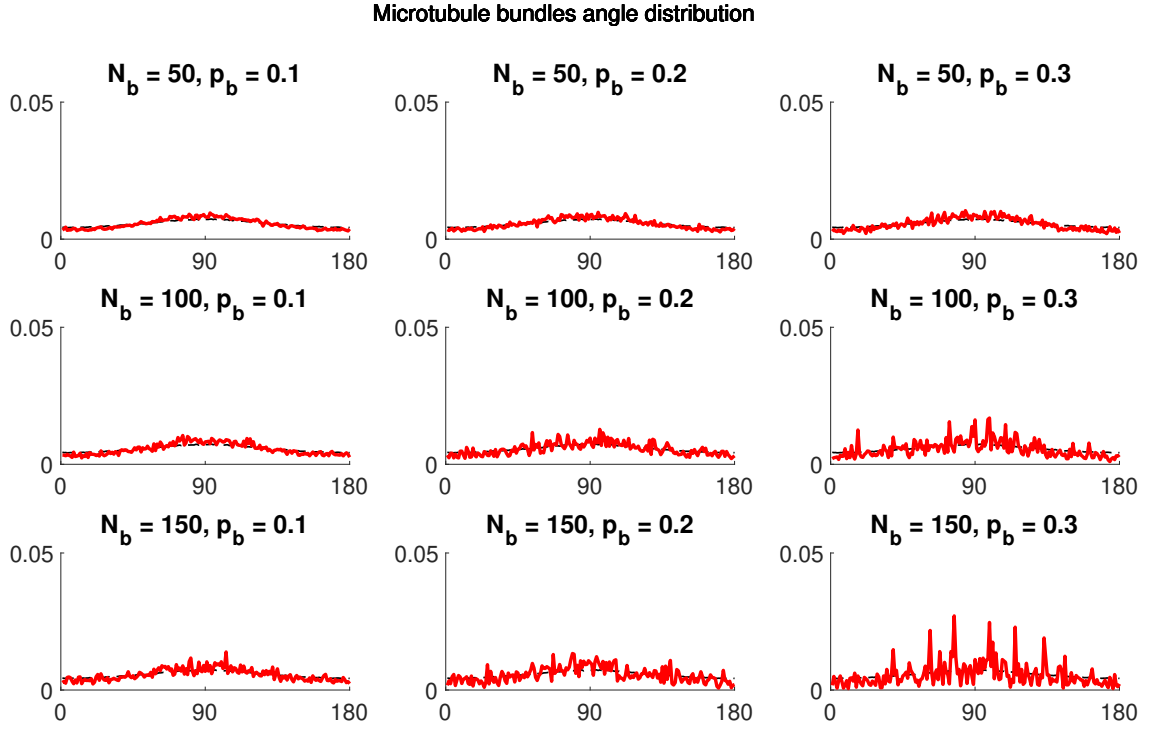 Microtubule bundles angle distribution
N_b = 50, p_b = 0.1
N_b = 50, p_b = 0.2
N_b = 50, p_b = 0.3
0.05
0
0 90 180
0.05
0
0 90 180
0.05
0
0 90 180
N_b = 100, p_b = 0.1
N_b = 100, p_b = 0.2
N_b = 100, p_b = 0.3
0.05
0
0 90 180
0.05
0
0 90 180
0.05
0
0 90 180
N_b = 150, p_b = 0.1
N_b = 150, p_b = 0.2
N_b = 150, p_b = 0.3
0.05
0
0 90 180
0.05
0
0 90 180
0.05
0
0 90 180